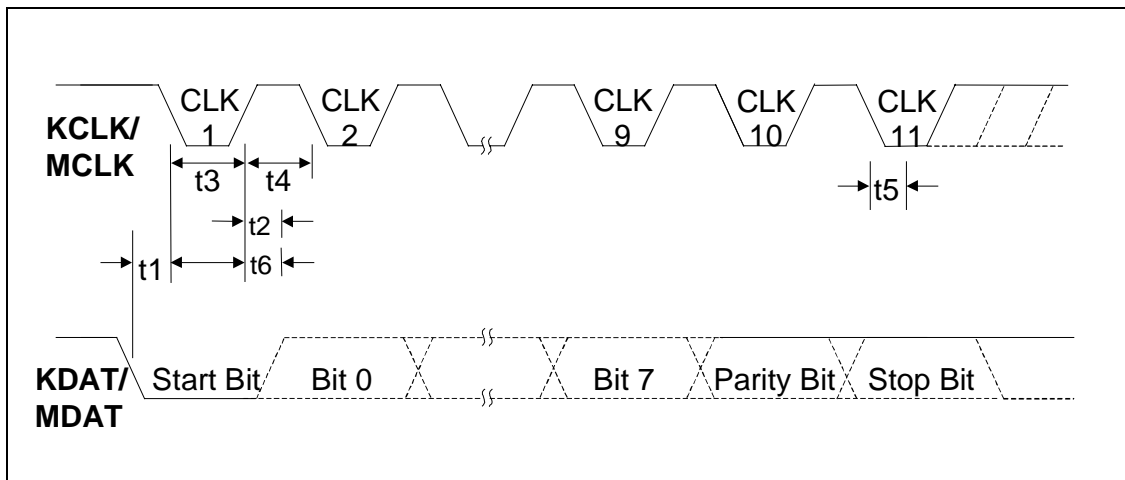 CLK
1
CLK
2
CLK
9
CLK
10
CLK
11
KCLK/
MCLK
t3
t4
t5
t2
t1
t6
KDAT/
MDAT
Start Bit
Bit 0
Bit 7
Parity Bit
Stop Bit